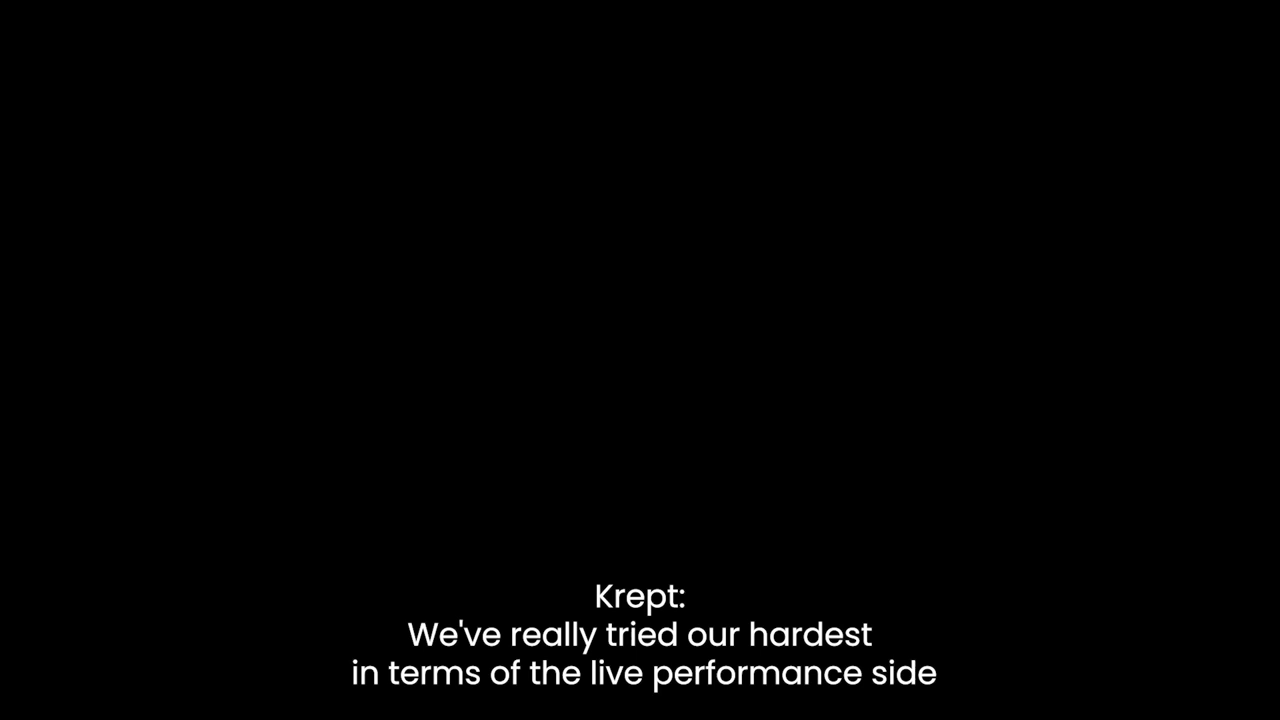 Krept:
We've really tried our hardest
in terms of the live performance side